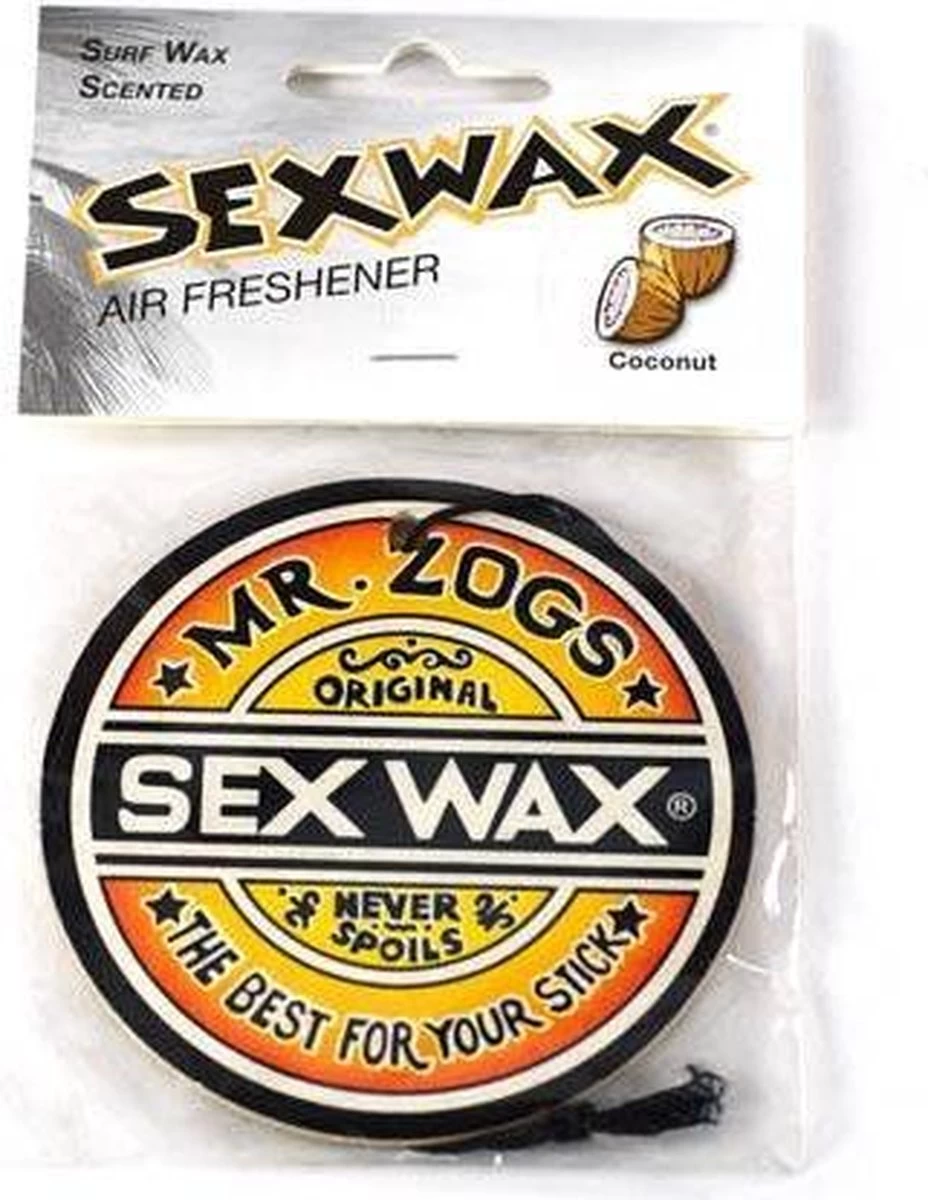 SURF WAX
SCENTED
SEXWAX
AIR FRESHENER
Coconut
MR. ZOGS
ORIGINAL
SEX WAX®
NEVER
SPOILS
THE BEST FOR YOUR STICK